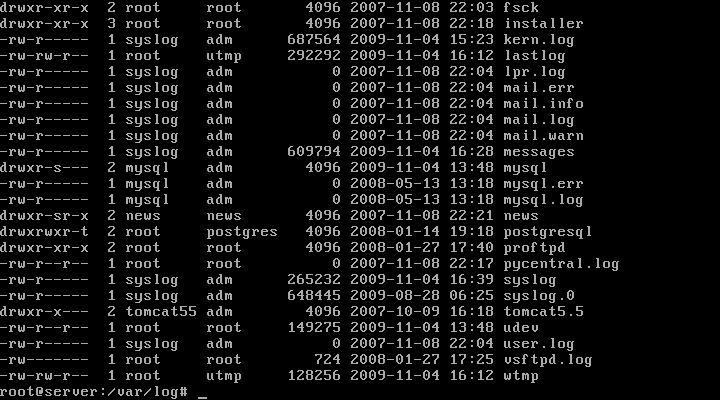 drwxr-xr-x 2 root root 4096 2007-11-08 22:03 fsck
drwxr-xr-x 3 root root 4096 2007-11-08 22:18 installer
-rw-r----- 1 syslog adm 687564 2009-11-04 15:23 kern.log
-rw-rw-r-- 1 root utmp 292292 2009-11-04 16:12 lastlog
-rw-r----- 1 syslog adm 0 2007-11-08 22:04 lpr.log
-rw-r----- 1 syslog adm 0 2007-11-08 22:04 mail.err
-rw-r----- 1 syslog adm 0 2007-11-08 22:04 mail.info
-rw-r----- 1 syslog adm 0 2007-11-08 22:04 mail.log
-rw-r----- 1 syslog adm 0 2007-11-08 22:04 mail.warn
-rw-r----- 1 syslog adm 609794 2009-11-04 16:28 messages
drwxr-s--- 2 mysql adm 4096 2009-11-04 13:48 mysql
-rw-r----- 1 mysql adm 0 2008-05-13 13:18 mysql.err
-rw-r----- 1 mysql adm 0 2008-05-13 13:18 mysql.log
drwxr-sr-x 2 news news 4096 2007-11-08 22:21 news
drwxrwxr-t 2 root postgres 4096 2008-01-14 19:18 postgresql
drwxr-xr-x 2 root root 4096 2008-01-27 17:40 proftpd
-rw-r--r-- 1 root root 0 2007-11-08 22:17 pycentral.log
-rw-r----- 1 syslog adm 265232 2009-11-04 16:39 syslog
-rw-r----- 1 syslog adm 648445 2009-08-28 06:25 syslog.0
drwxr-x--- 2 tomcat55 adm 4096 2007-10-09 16:18 tomcat5.5
-rw-r--r-- 1 root root 149275 2009-11-04 13:48 udev
-rw-r----- 1 syslog adm 0 2007-11-08 22:04 user.log
-rw------- 1 root root 724 2008-01-27 17:25 vsftpd.log
-rw-rw-r-- 1 root utmp 128256 2009-11-04 16:12 wtmp
root@server:/var/log# _